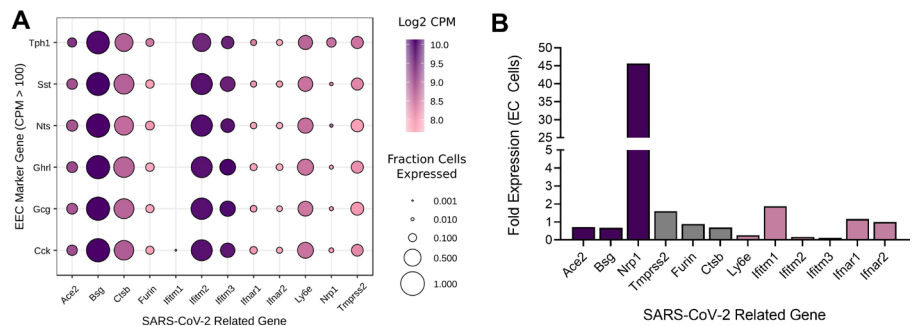 A
EEC Marker Gene (CPM > 100)
Tph1
Sst
Nts
Ghrl
Gcg
Cck
Ace2
Bsg
Ctsb
Furin
Ifitm1
Ifitm2
Ifitm3
Ifnar1
Ifnar2
Ly6e
Nrp1
Tmprss2
SARS-CoV-2 Related Gene
Log2 CPM
10.0
9.5
9.0
8.5
8.0
Fraction Cells
Expressed
0.001
0.010
0.100
0.500
1.000
B
Fold Expression (EC Cells)
50
45
40
35
30
25
5
4
3
2
1
0
Ace2
Bsg
Nrp1
Tmprss2
Furin
Ctsb
Ly6e
Ifitm1
Ifitm2
Ifitm3
Ifnar1
Ifnar2
SARS-CoV-2 Related Gene